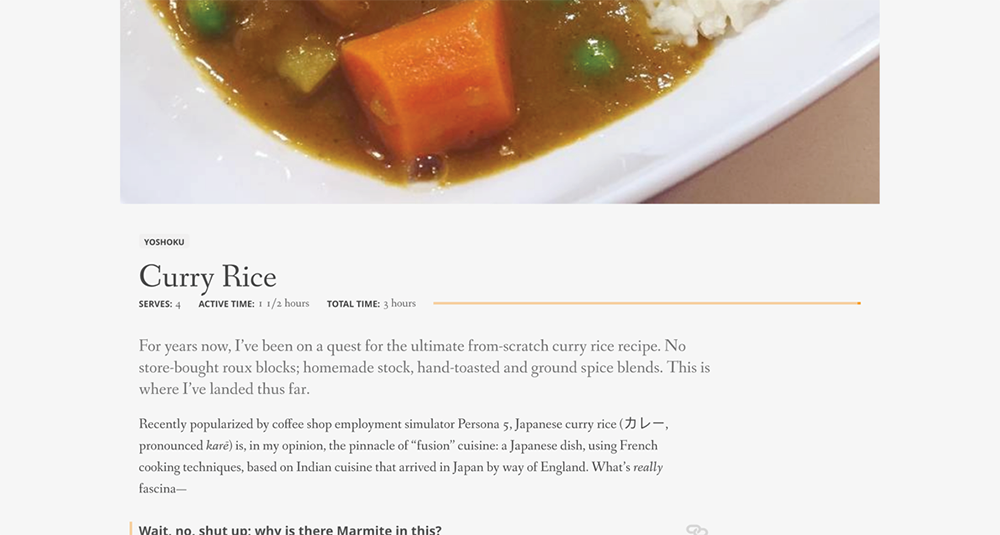 YOSHOKU
Curry Rice
SERVES: 4 ACTIVE TIME: 1 1/2 hours TOTAL TIME: 3 hours
For years now, I've been on a quest for the ultimate from-scratch curry rice recipe. No
store-bought roux blocks; homemade stock, hand-toasted and ground spice blends. This is
where I've landed thus far.
Recently popularized by coffee shop employment simulator Persona 5, Japanese curry rice (カレー,
pronounced karē) is, in my opinion, the pinnacle of “fusion” cuisine: a Japanese dish, using French
cooking techniques, based on Indian cuisine that arrived in Japan by way of England. What's really
fascina—
Wait, no, shut up: why is there Marmite in this?